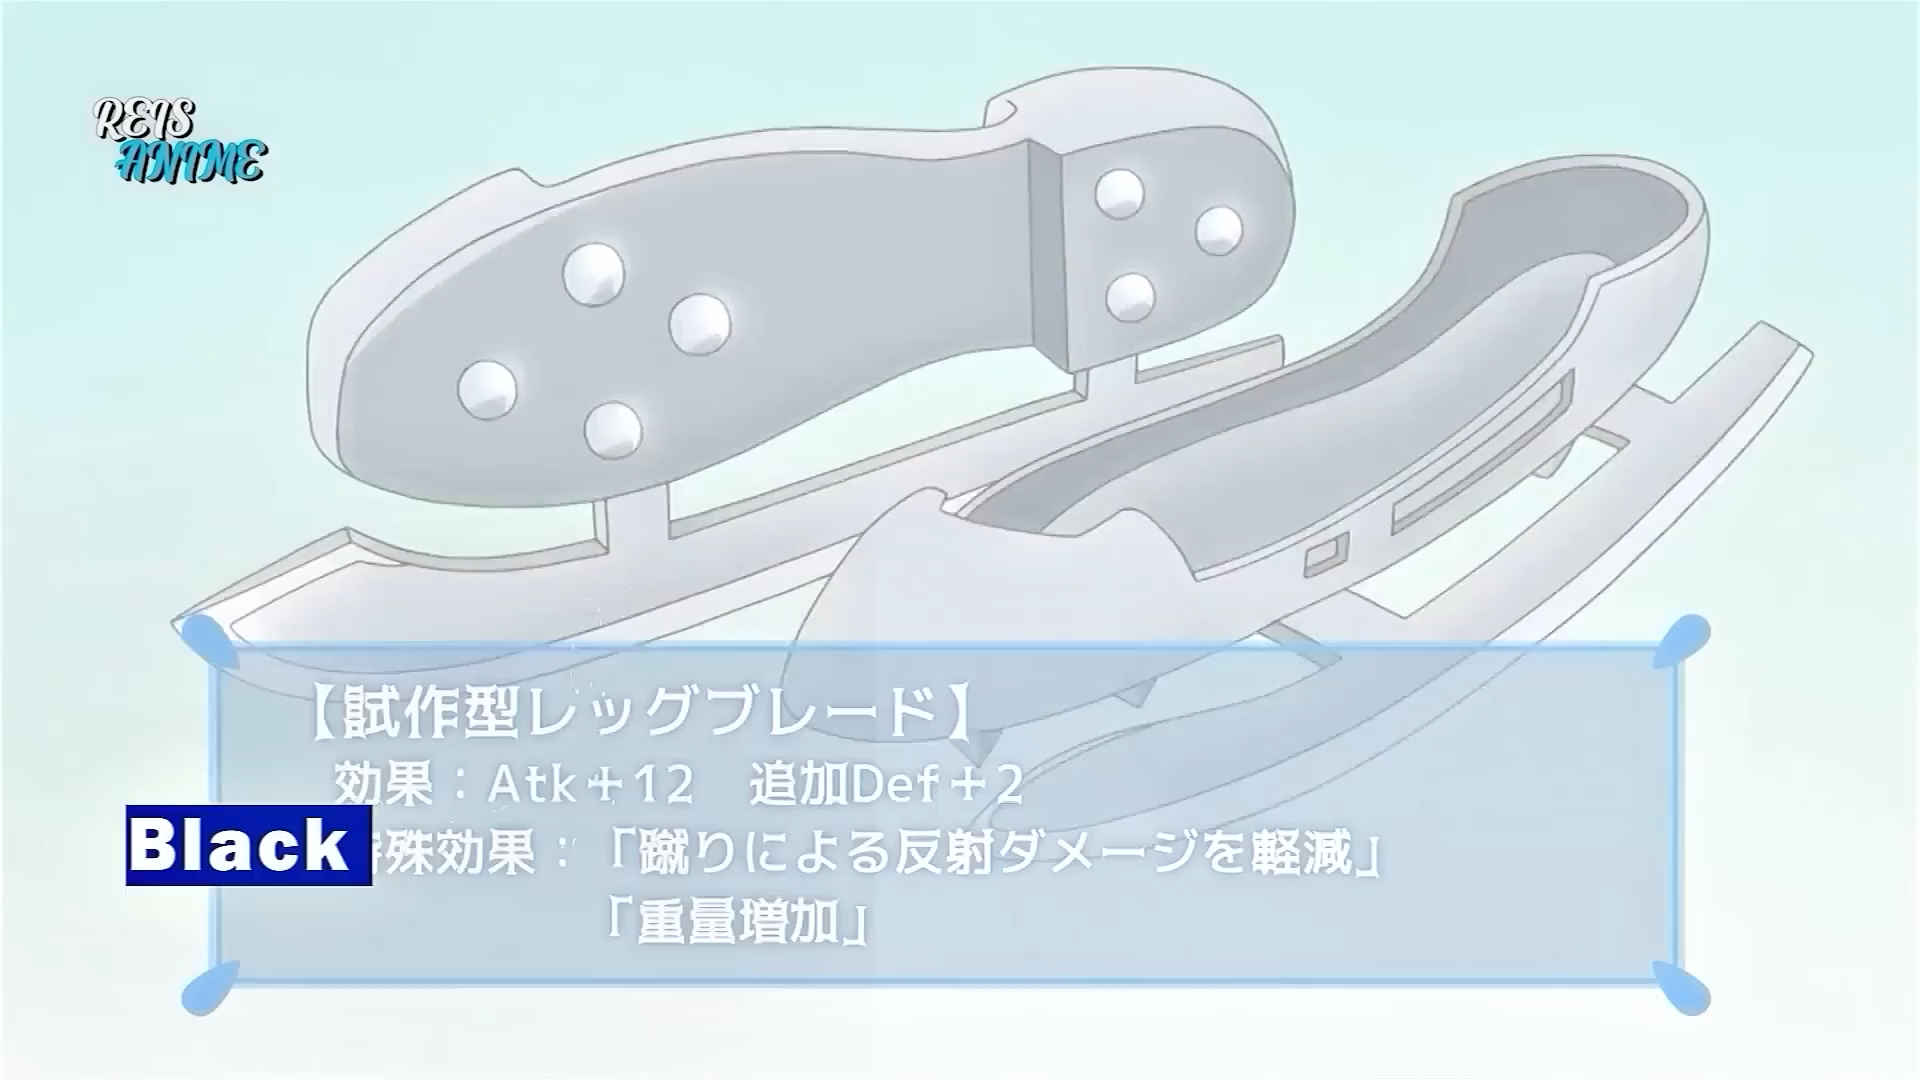 REIS
ANIME
【試作型レッグブレード】
効果：Atk＋12　追加Def＋2
Black
特殊効果：「蹴りによる反射ダメージを軽減」
「重量増加」